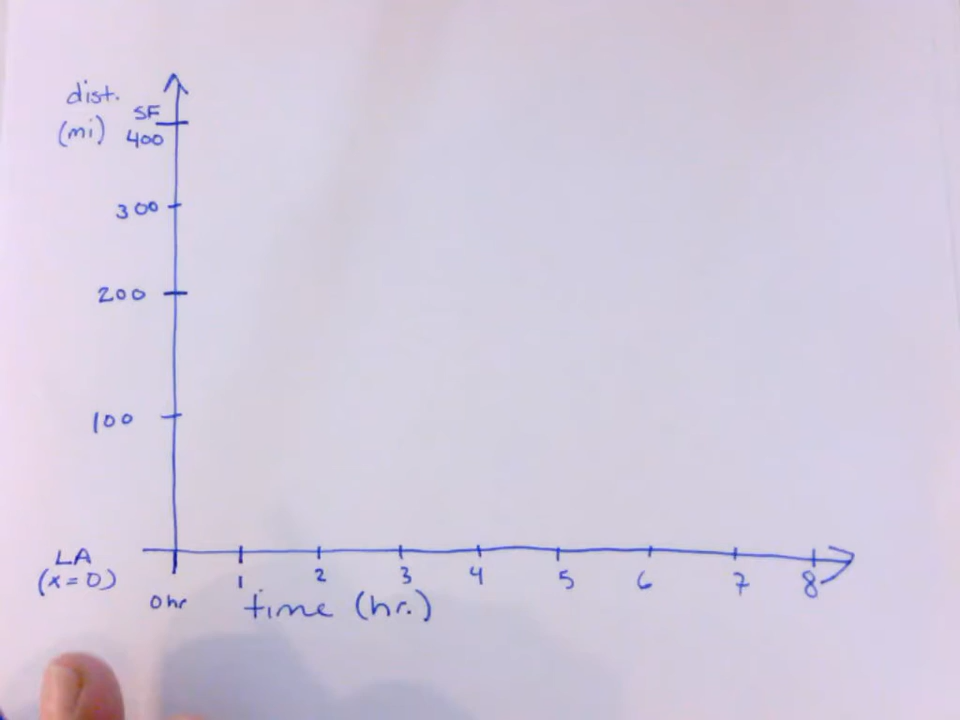 dist.
(mi)
SF
400
300
200
100
LA
(x=0)
0 hr
1 2 3 4 5 6 7 8
time (hr.)